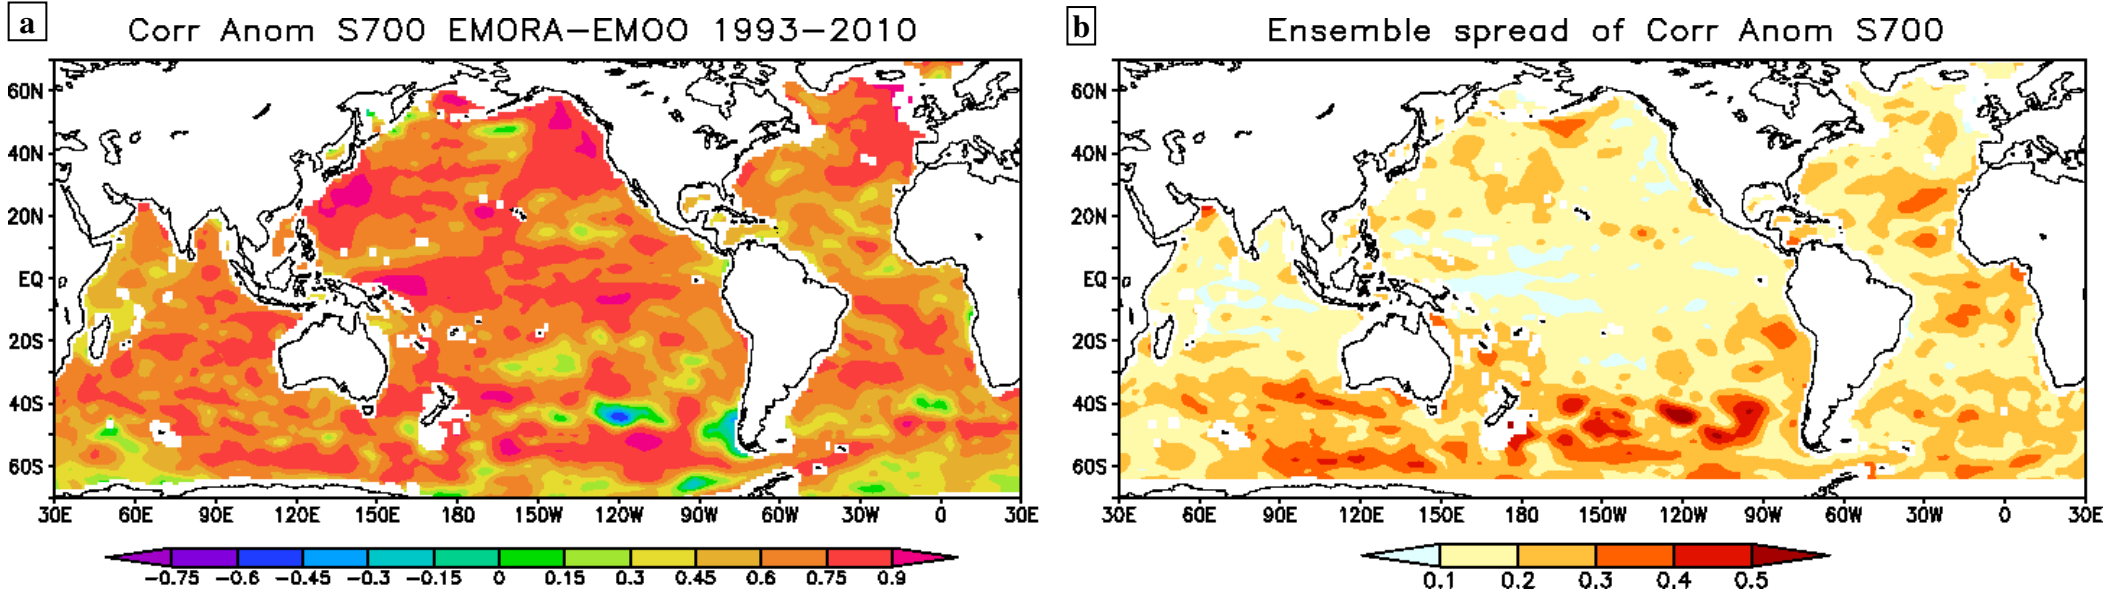 a
Corr Anom S700 EMORA-EMOO 1993-2010
60N
40N
20N
EQ
20S
40S
60S
30E 60E 90E 120E 150E 180 150W 120W 90W 60W 30W 0 30E
-0.75 -0.6 -0.45 -0.3 -0.15 0 0.15 0.3 0.45 0.6 0.75 0.9
b
Ensemble spread of Corr Anom S700
60N
40N
20N
EQ
20S
40S
60S
30E 60E 90E 120E 150E 180 150W 120W 90W 60W 30W 0 30E
0.1 0.2 0.3 0.4 0.5